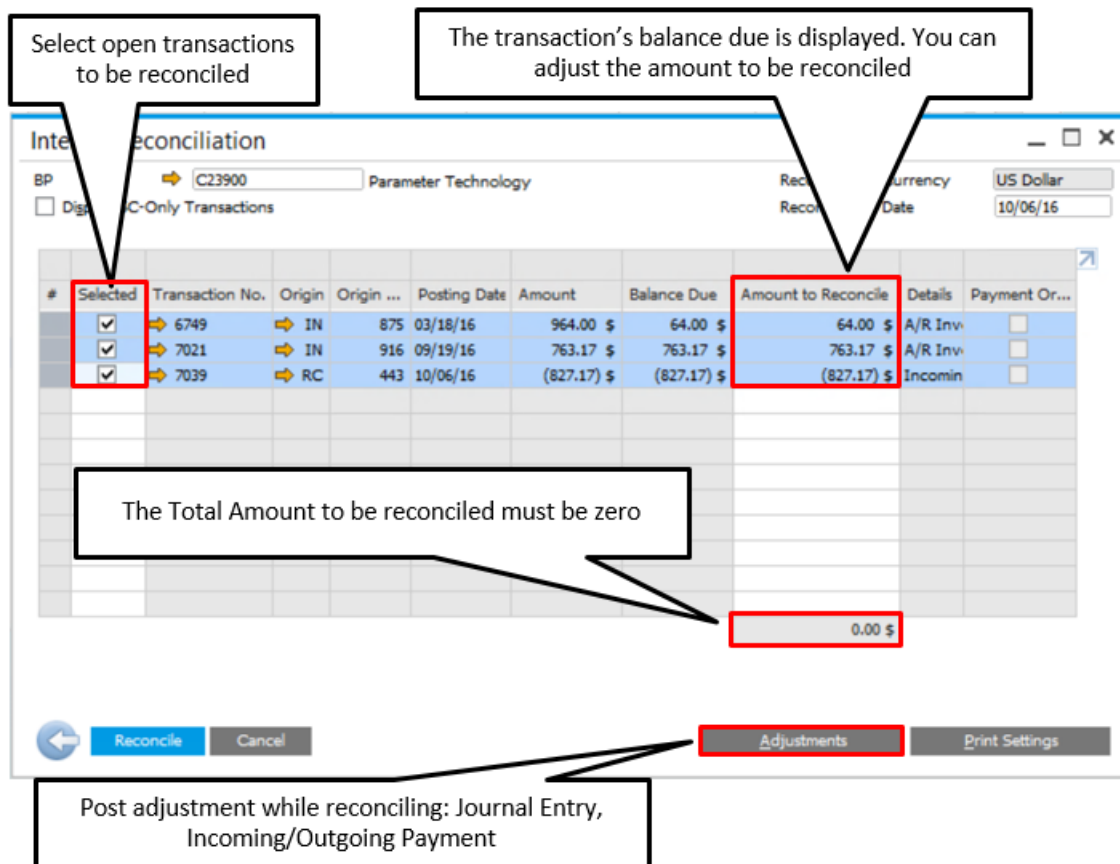 Select open transactions
to be reconciled
The transaction's balance due is displayed. You can
adjust the amount to be reconciled
Inte econciliation
BP C23900 Parameter Technology Rec urrency US Dollar
Disp C-Only Transactions Recon Date 10/06/16
# Selected Transaction No. Origin Origin ... Posting Date Amount Balance Due Amount to Reconcile Details Payment Or...
6749 IN 875 03/18/16 964.00 $ 64.00 $ 64.00 $ A/R Inv
7021 IN 916 09/19/16 763.17 $ 763.17 $ 763.17 $ A/R Inv
7039 RC 443 10/06/16 (827.17) $ (827.17) $ (827.17) $ Incomin
The Total Amount to be reconciled must be zero
0.00 $
Reconcile Cancel Adjustments Print Settings
Post adjustment while reconciling: Journal Entry,
Incoming/Outgoing Payment